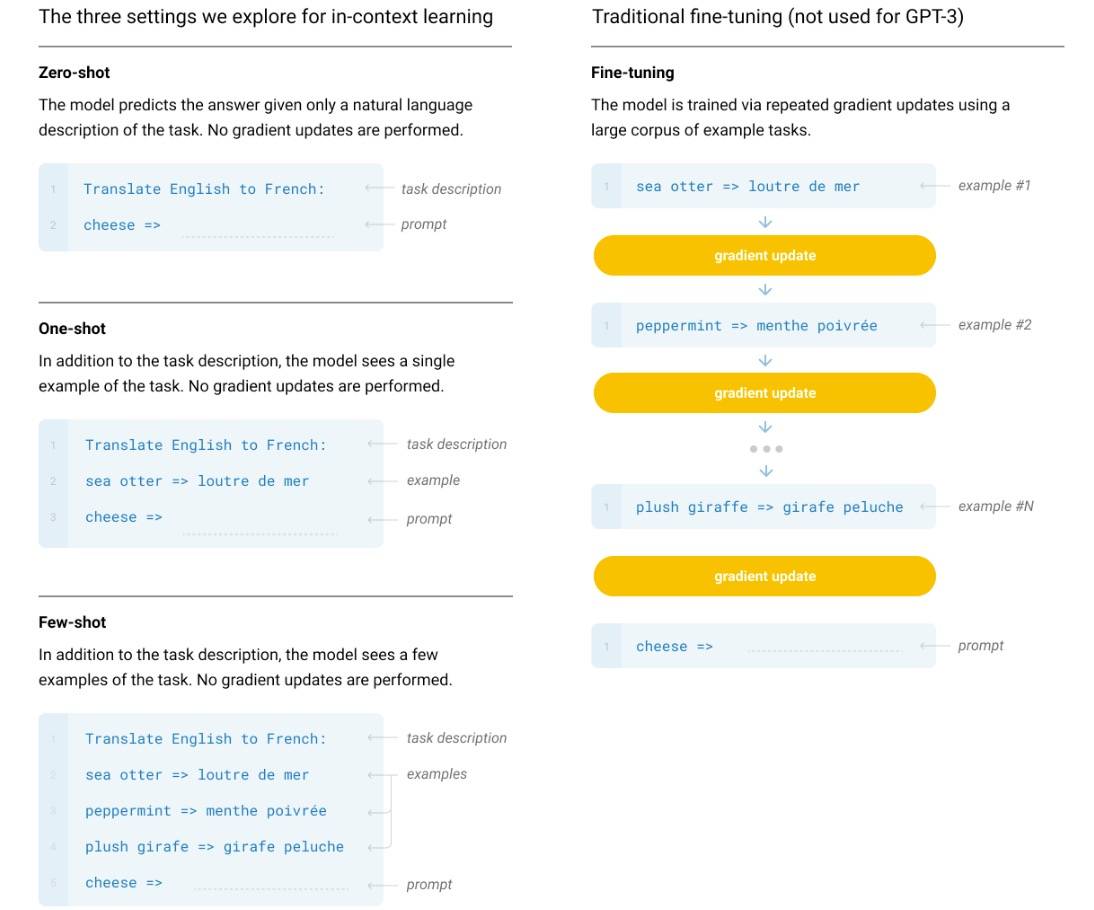 The three settings we explore for in-context learning
Zero-shot
The model predicts the answer given only a natural language
description of the task. No gradient updates are performed.
1 Translate English to French: task description
2 cheese => prompt
One-shot
In addition to the task description, the model sees a single
example of the task. No gradient updates are performed.
1 Translate English to French: task description
2 sea otter => loutre de mer example
3 cheese => prompt
Few-shot
In addition to the task description, the model sees a few
examples of the task. No gradient updates are performed.
1 Translate English to French: task description
2 sea otter => loutre de mer examples
3 peppermint => menthe poivrée
4 plush girafe => girafe peluche
5 cheese => prompt
Traditional fine-tuning (not used for GPT-3)
Fine-tuning
The model is trained via repeated gradient updates using a
large corpus of example tasks.
1 sea otter => loutre de mer example #1
gradient update
1 peppermint => menthe poivrée example #2
gradient update
1 plush giraffe => girafe peluche example #N
gradient update
1 cheese => prompt